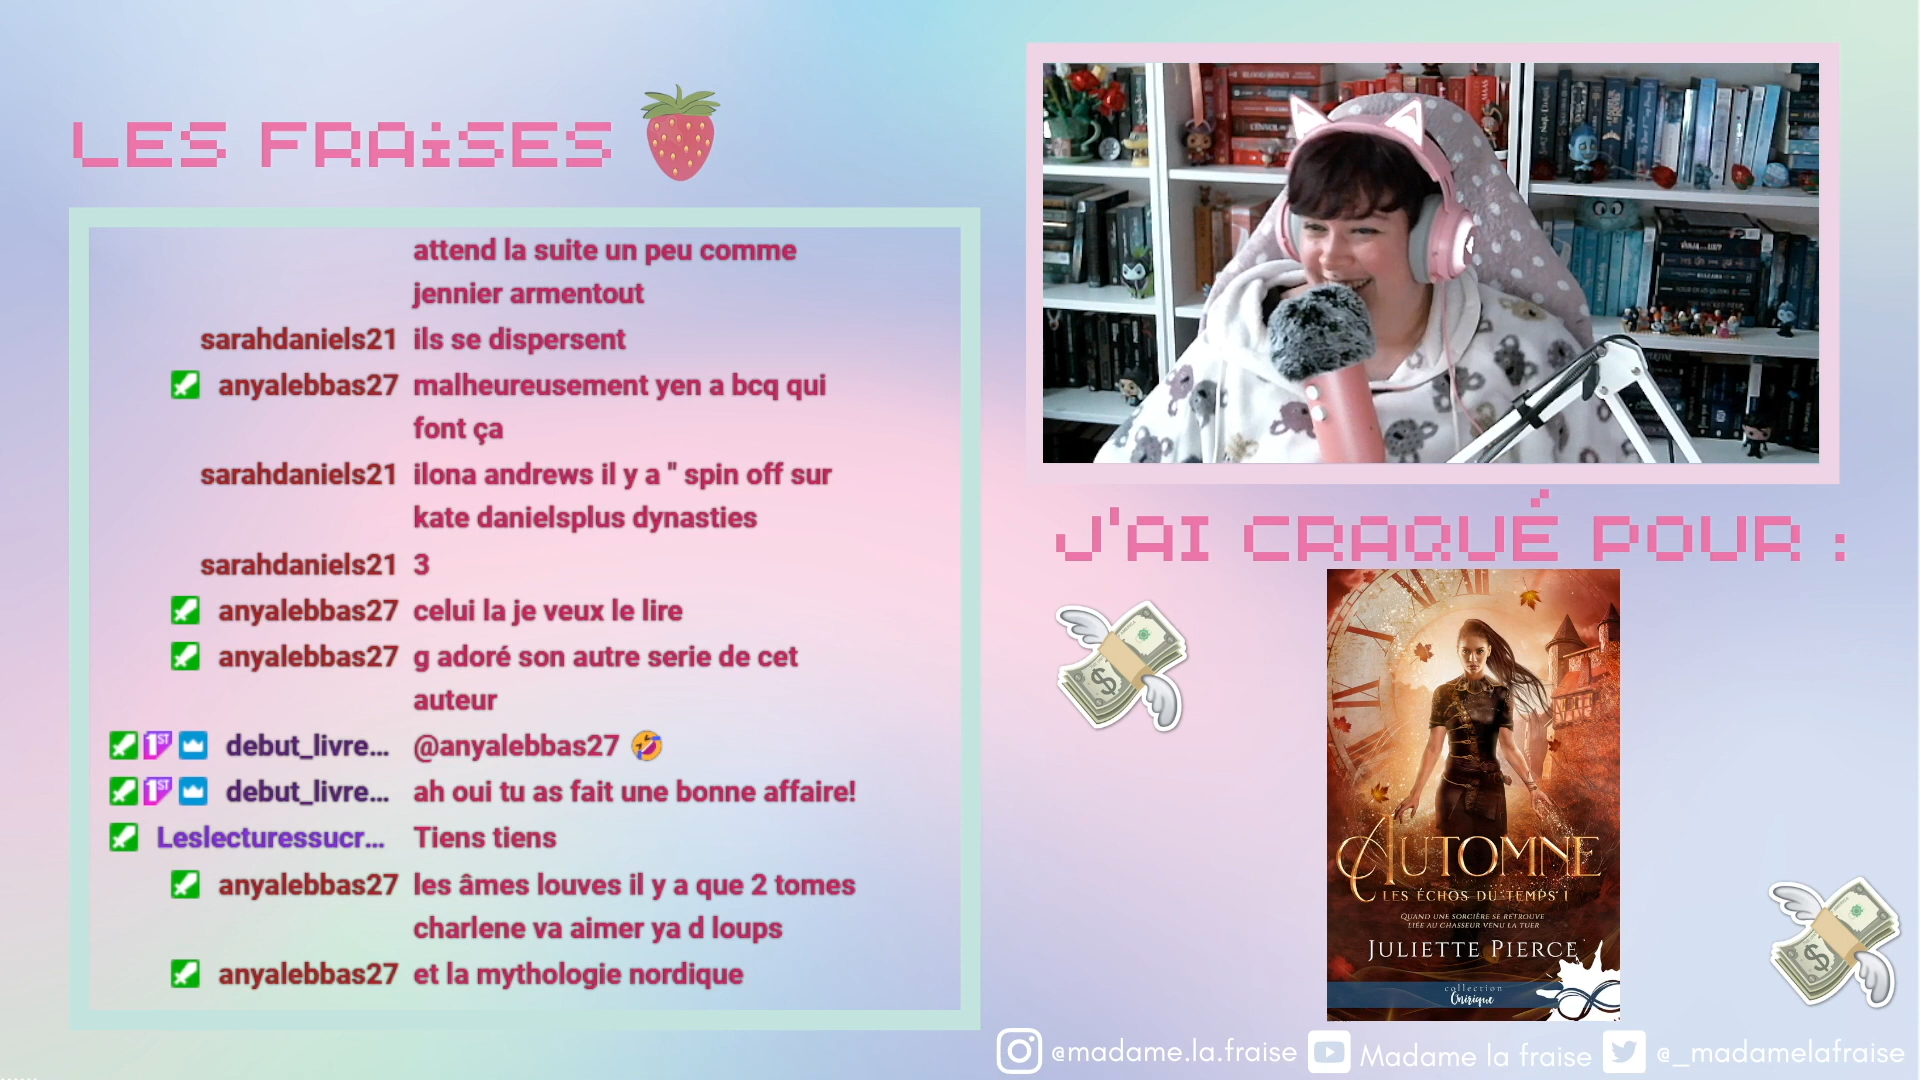 LES FRAiSES
attend la suite un peu comme
jennier armentout
sarahdaniels21 ils se dispersent
anyalebbas27 malheureusement yen a bcq qui
font ça
sarahdaniels21 ilona andrews il y a " spin off sur
kate danielsplus dynasties
sarahdaniels21 3
anyalebbas27 celui la je veux le lire
anyalebbas27 g adoré son autre serie de cet
auteur
1ST debut_livre... @anyalebbas27
1ST debut_livre... ah oui tu as fait une bonne affaire!
Leslecturessucr... Tiens tiens
anyalebbas27 les âmes louves il y a que 2 tomes
charlene va aimer ya d loups
anyalebbas27 et la mythologie nordique
J'AI CRAQUÉ POUR :
AUTOMNE
LES ÉCHOS DU TEMPS I
QUAND UNE SORCIÈRE SE RETROUVE
LIÉE AU CHASSEUR VENU LA TUER
JULIETTE PIERCE
collection
Onirique
@madame.la.fraise Madame la fraise @_madamelafraise